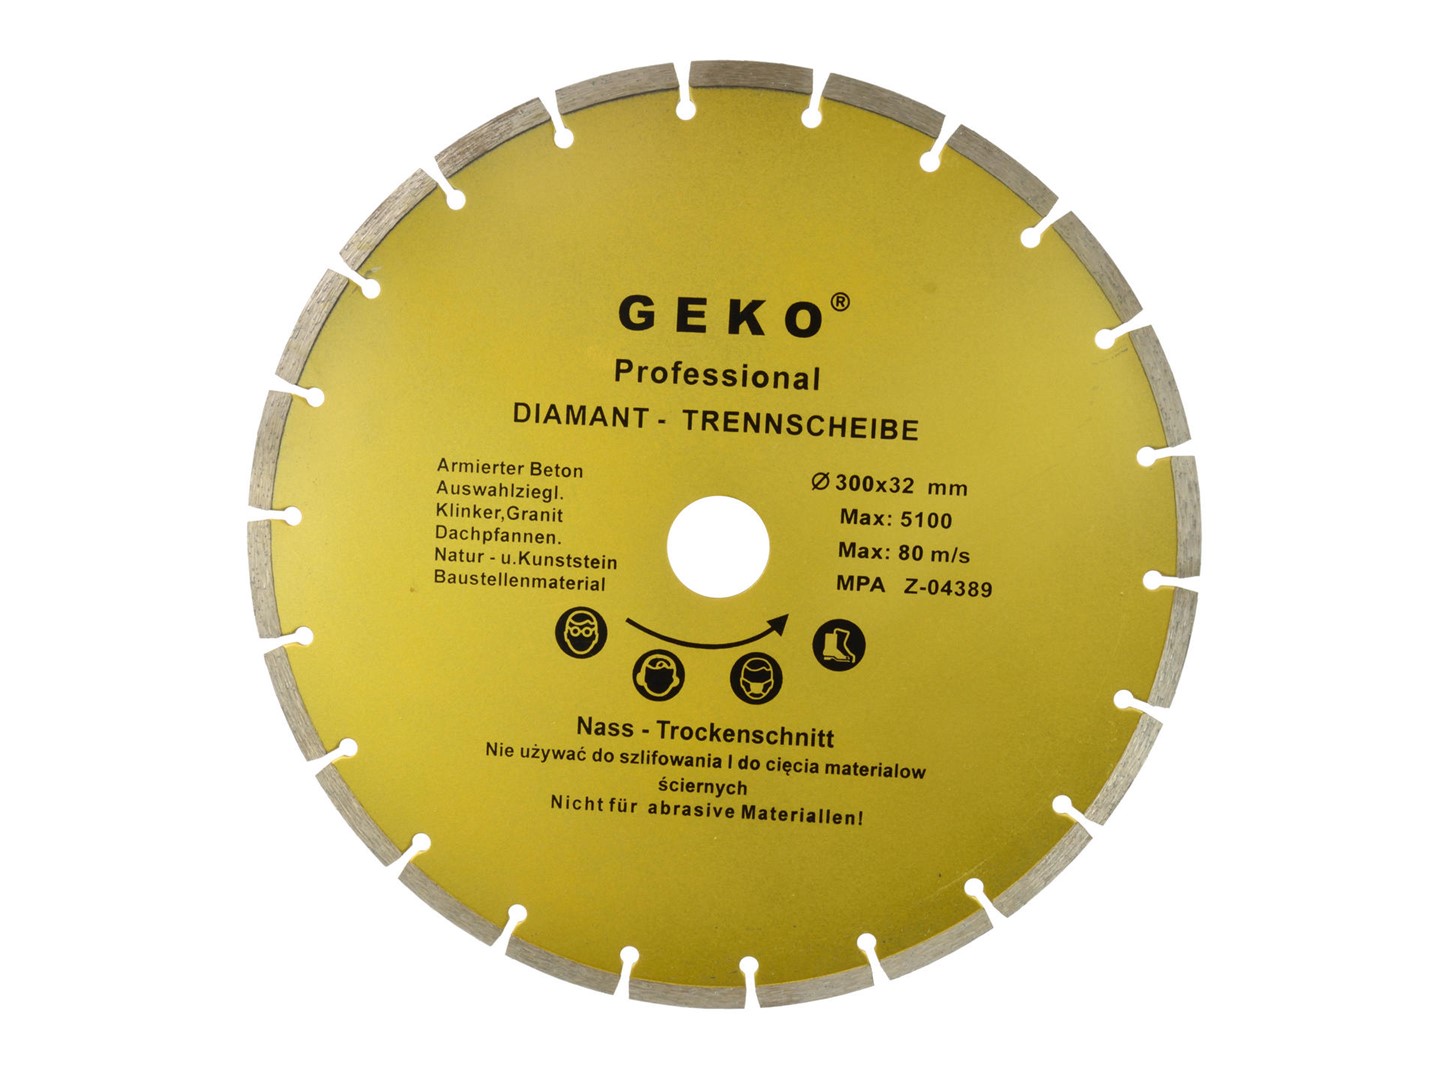 GEKO®
Professional
DIAMANT - TRENNSCHEIBE
Armierter Beton
Auswahlziegl.
Klinker,Granit
Dachpfannen.
Natur - u.Kunststein
Baustellenmaterial
Ø 300x32 mm
Max: 5100
Max: 80 m/s
MPA Z-04389
Nass - Trockenschnitt
Nie używać do szlifowania I do cięcia materialow
ściernych
Nicht für abrasive Materiallen!